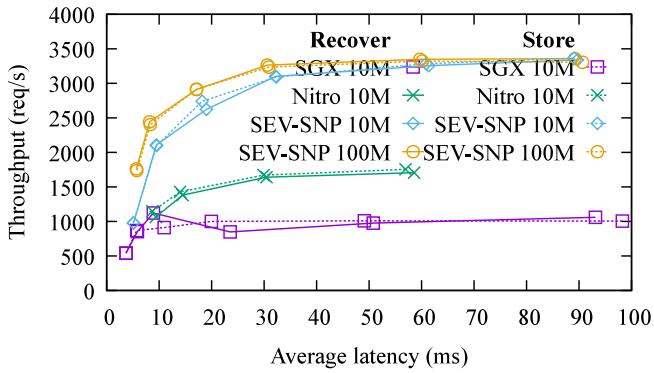 Throughput (req/s)
4000
3500
3000
2500
2000
1500
1000
500
0
Recover Store
SGX 10M SGX 10M
Nitro 10M Nitro 10M
SEV-SNP 10M SEV-SNP 10M
SEV-SNP 100M SEV-SNP 100M
0 10 20 30 40 50 60 70 80 90 100
Average latency (ms)